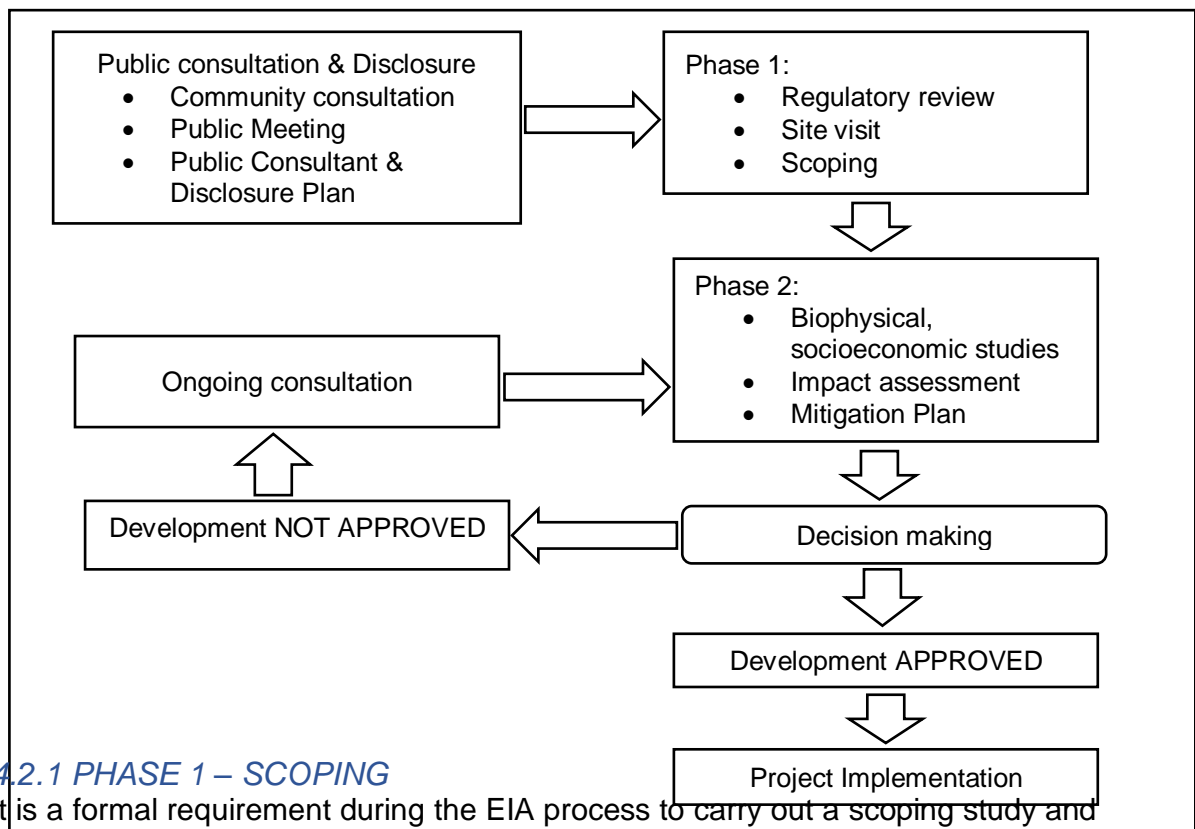 Public consultation & Disclosure
• Community consultation
• Public Meeting
• Public Consultant &
Disclosure Plan
Phase 1:
• Regulatory review
• Site visit
• Scoping
Phase 2:
• Biophysical,
socioeconomic studies
• Impact assessment
• Mitigation Plan
Ongoing consultation
Development NOT APPROVED
Decision making
Development APPROVED
Project Implementation
4.2.1 PHASE 1 – SCOPING
t is a formal requirement during the EIA process to carry out a scoping study and